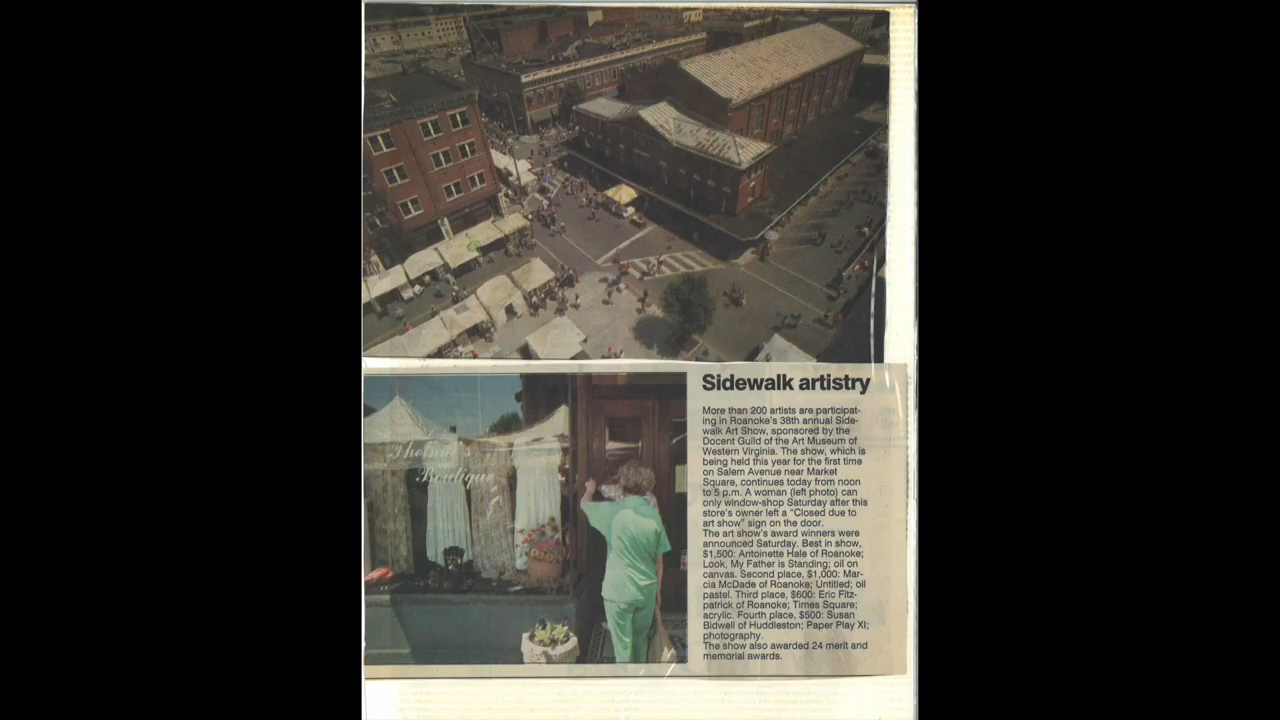 Sidewalk artistry
More than 200 artists are participat-
ing in Roanoke's 38th annual Side-
walk Art Show, sponsored by the
Docent Guild of the Art Museum of
Western Virginia. The show, which is
being held this year for the first time
on Salem Avenue near Market
Square, continues today from noon
to 5 p.m. A woman (left photo) can
only window-shop Saturday after this
store's owner left a "Closed due to
art show" sign on the door.
The art show's award winners were
announced Saturday. Best in show,
$1,500: Antoinette Hale of Roanoke;
Look, My Father is Standing; oil on
canvas. Second place, $1,000: Mar-
cia McDade of Roanoke; Untitled; oil
pastel. Third place, $600: Eric Fitz-
patrick of Roanoke; Times Square;
acrylic. Fourth place, $500: Susan
Bidwell of Huddleston; Paper Play XI;
photography.
The show also awarded 24 merit and
memorial awards.
Thelma's
Boutique